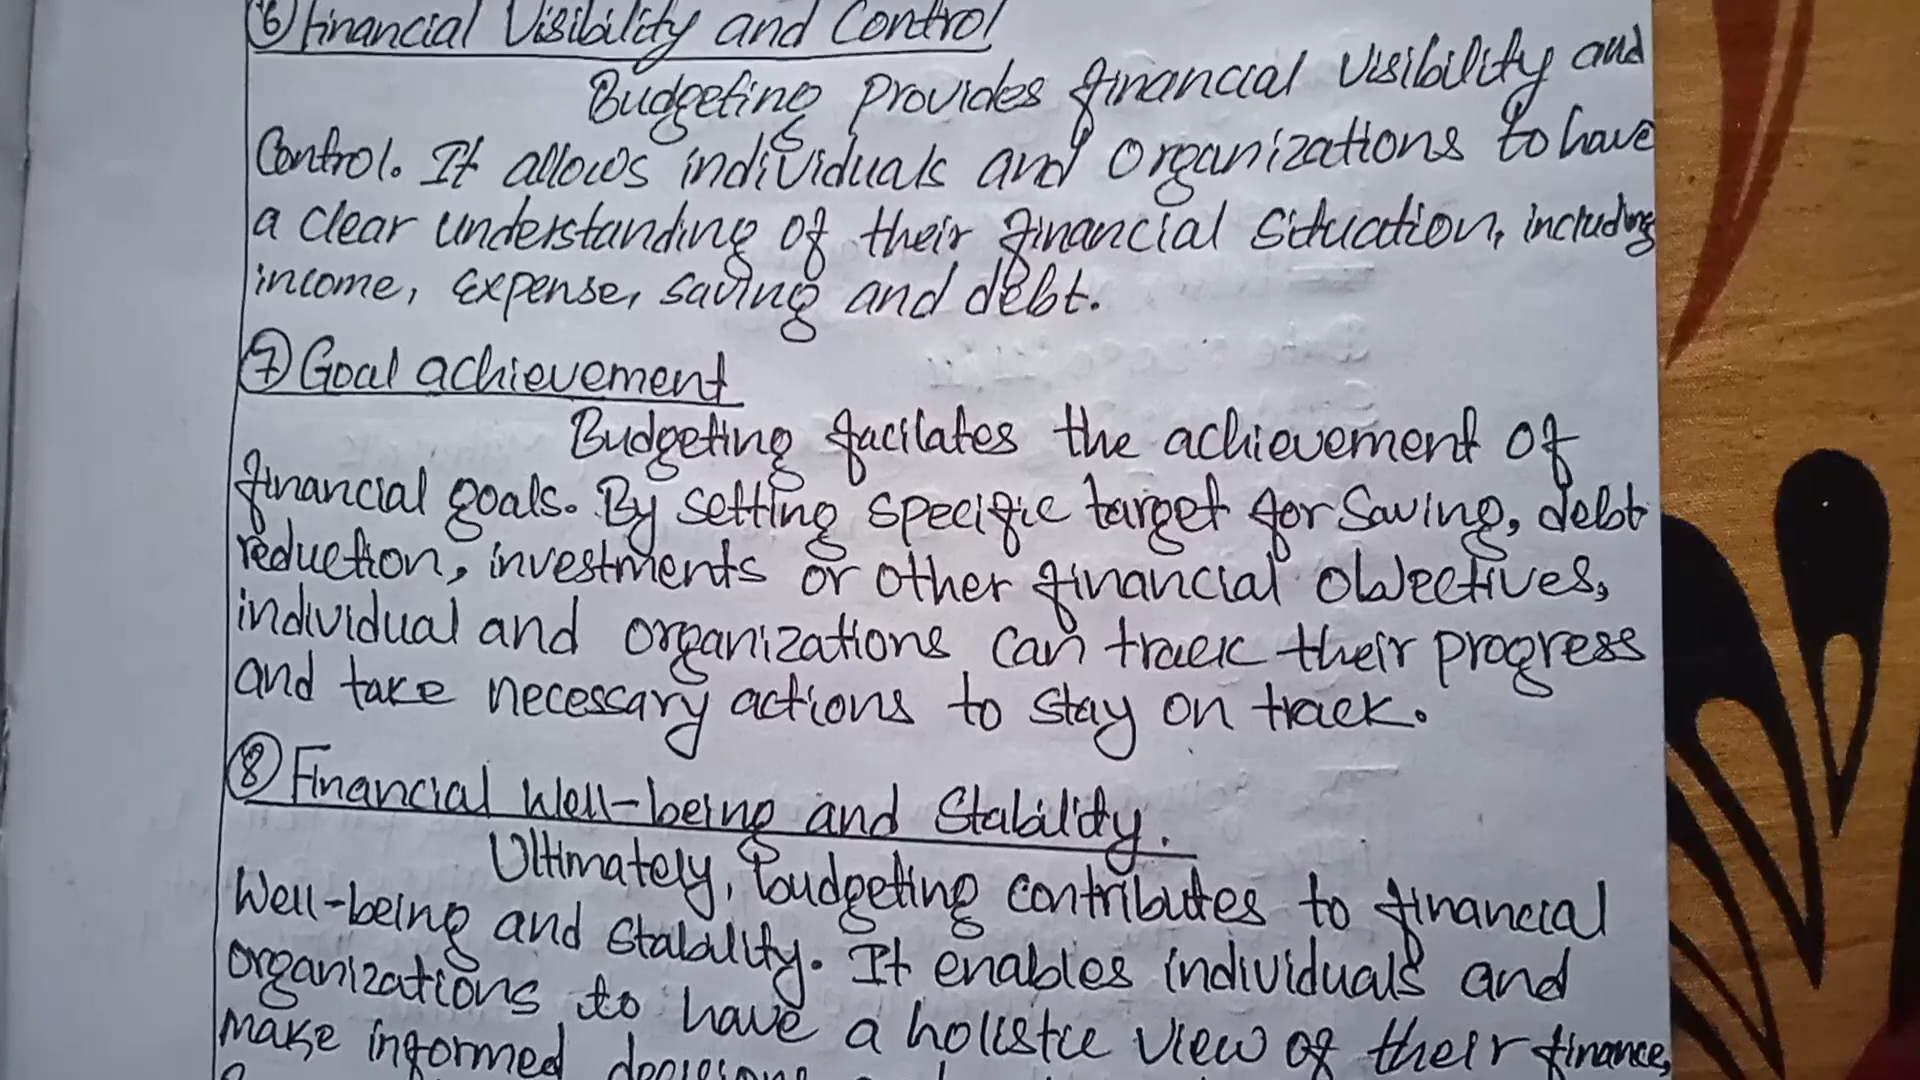 ⑥ Financial Visibility and Control
Budgeting provides financial visibility and
Control. It allows individuals and organizations to have
a clear understanding of their financial situation, including
income, expense, saving and debt.
⑦ Goal achievement
Budgeting facilates the achievement of
financial goals. By setting specific target for saving, debt
reduction, investments or other financial objectives,
individual and organizations can track their progress
and take necessary actions to stay on track.
⑧ Financial Well-being and Stability.
Ultimately, budgeting contributes to financial
Well-being and stability. It enables individuals and
organizations to have a holistic view of their finance,
make informed decisions